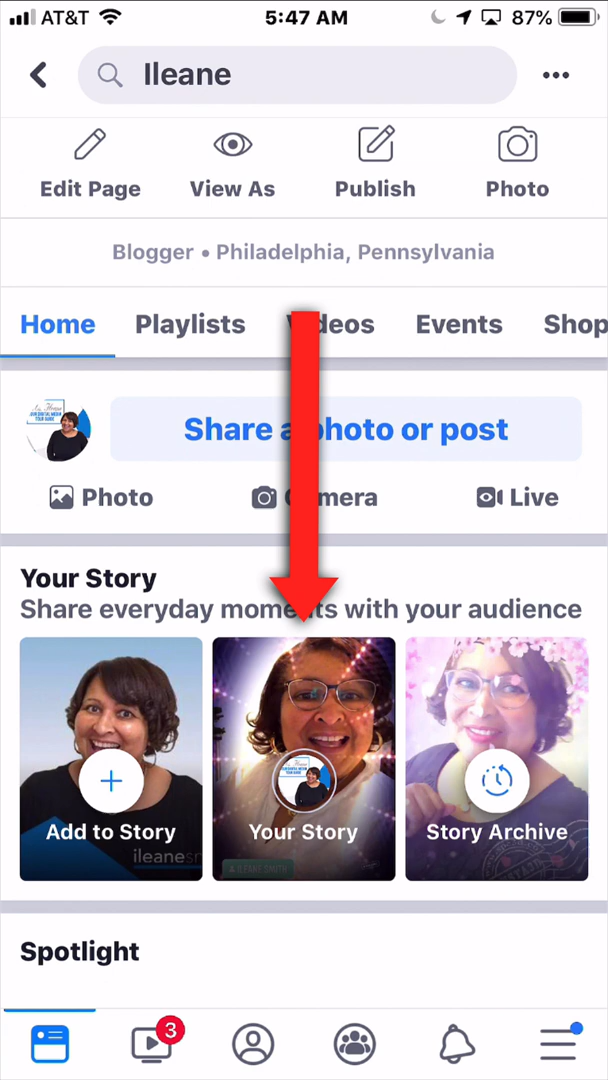 AT&T 5:47 AM 87%
Ileane
Edit Page View As Publish Photo
Blogger • Philadelphia, Pennsylvania
Home Playlists Videos Events Shop
Share a photo or post
Photo Camera Live
Your Story
Share everyday moments with your audience
Add to Story Your Story Story Archive
Spotlight
3